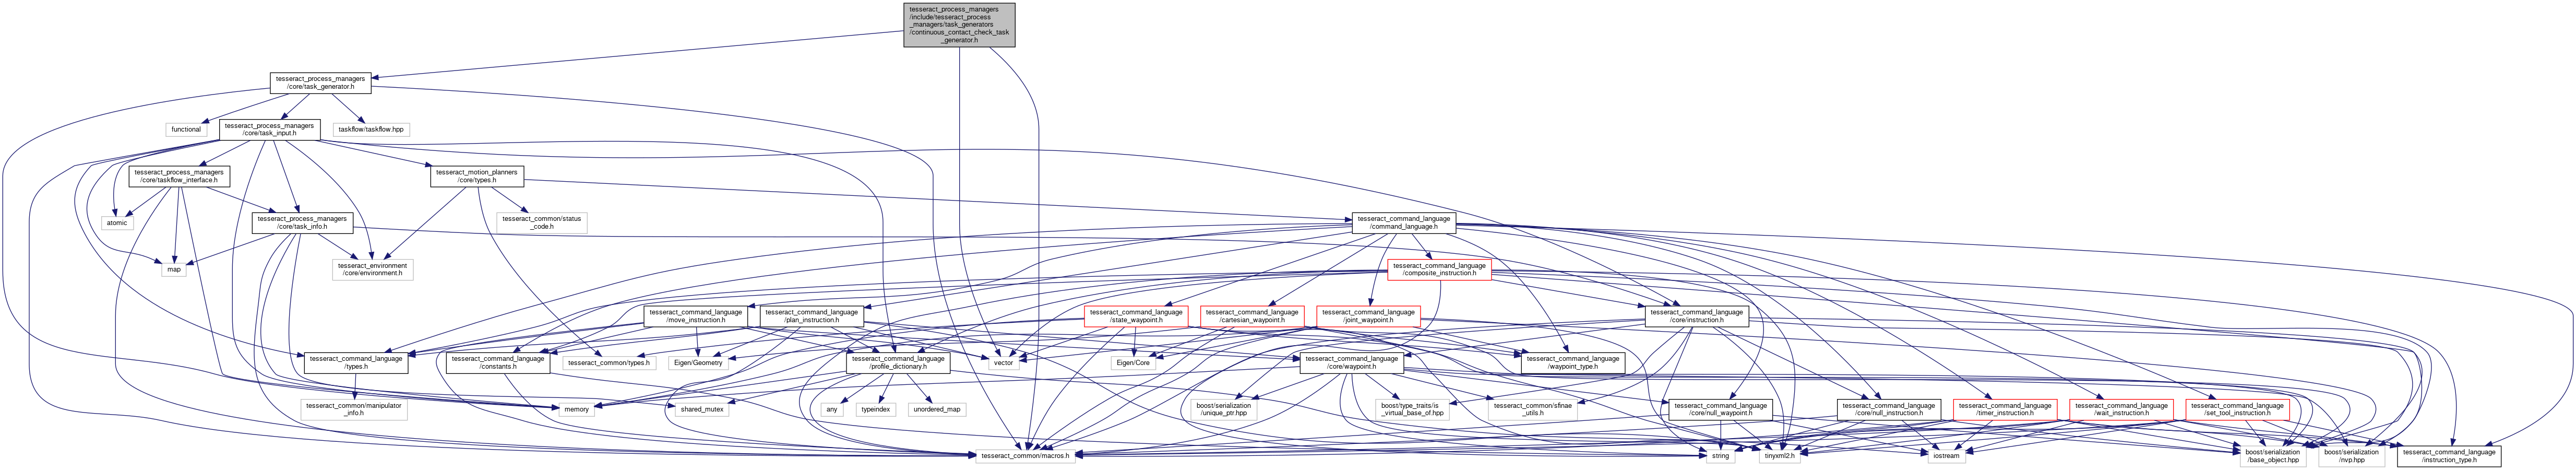 tesseract_process_managers
/include/tesseract_process
_managers/task_generators
/continuous_contact_check_task
_generator.h
tesseract_process_managers
/core/task_generator.h
functional
tesseract_process_managers
/core/task_input.h
taskflow/taskflow.hpp
tesseract_process_managers
/core/taskflow_interface.h
tesseract_motion_planners
/core/types.h
atomic
tesseract_process_managers
/core/task_info.h
tesseract_common/status
_code.h
tesseract_command_language
/command_language.h
map
tesseract_environment
/core/environment.h
tesseract_command_language
/composite_instruction.h
tesseract_command_language
/move_instruction.h
tesseract_command_language
/plan_instruction.h
tesseract_command_language
/state_waypoint.h
tesseract_command_language
/cartesian_waypoint.h
tesseract_command_language
/joint_waypoint.h
tesseract_command_language
/core/instruction.h
tesseract_command_language
/types.h
tesseract_command_language
/constants.h
tesseract_common/types.h
Eigen/Geometry
tesseract_command_language
/profile_dictionary.h
vector
Eigen/Core
tesseract_command_language
/core/waypoint.h
tesseract_command_language
/waypoint_type.h
tesseract_common/manipulator
_info.h
memory
shared_mutex
any
typeindex
unordered_map
boost/serialization
/unique_ptr.hpp
boost/type_traits/is
_virtual_base_of.hpp
tesseract_common/sfinae
_utils.h
tesseract_command_language
/core/null_waypoint.h
tesseract_command_language
/core/null_instruction.h
tesseract_command_language
/timer_instruction.h
tesseract_command_language
/wait_instruction.h
tesseract_command_language
/set_tool_instruction.h
tesseract_common/macros.h
string
tinyxml2.h
iostream
boost/serialization
/base_object.hpp
boost/serialization
/nvp.hpp
tesseract_command_language
/instruction_type.h